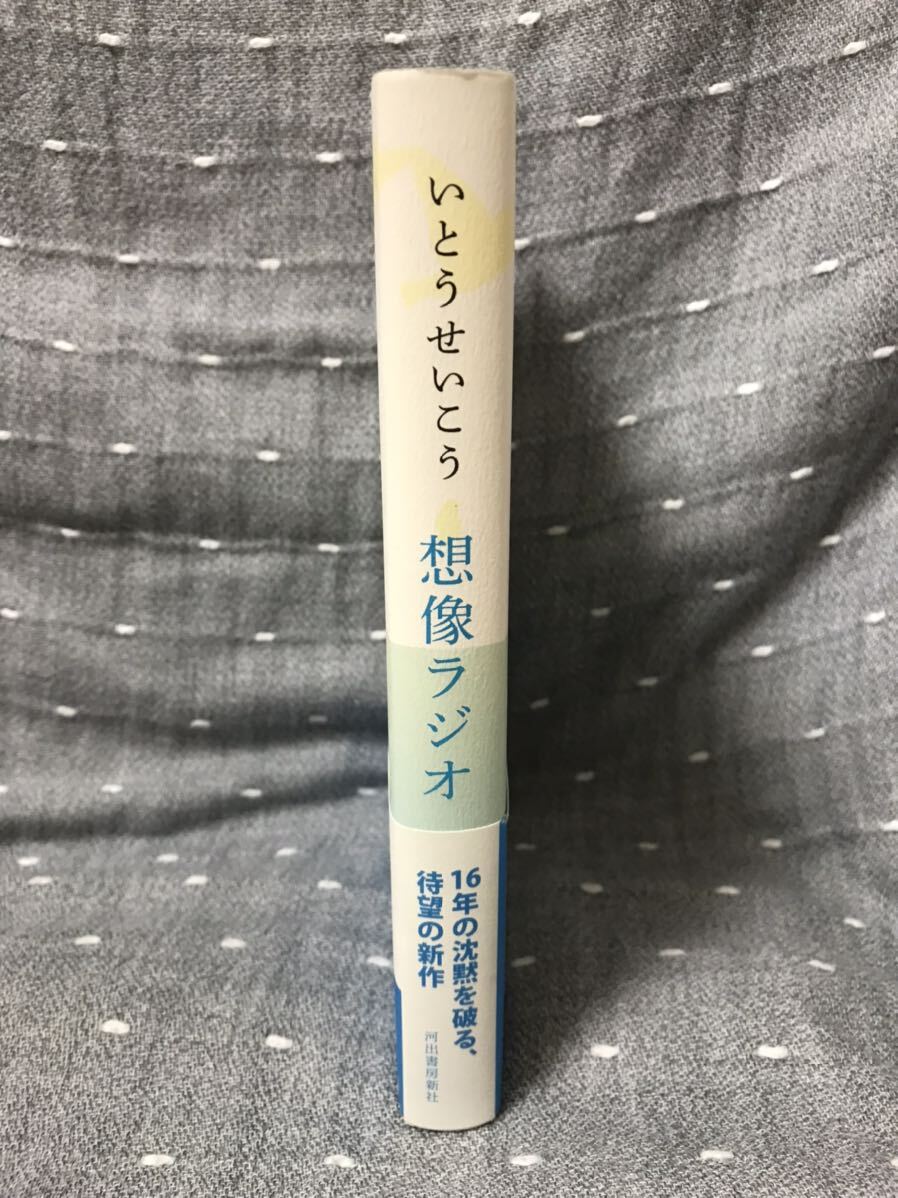 いとうせいこう
想像ラジオ
16年の沈黙を破る、
待望の新作
河出書房新社